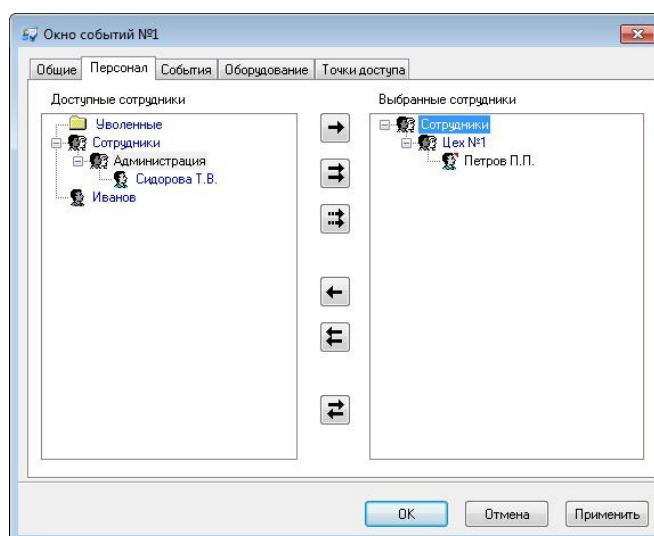 Окно событий №1
Общие Персонал События Оборудование Точки доступа
Доступные сотрудники
Уволенные
Сотрудники
Администрация
Сидорова Т.В.
Иванов
Выбранные сотрудники
Сотрудники
Цех №1
Петров П.П.
OK Отмена Применить